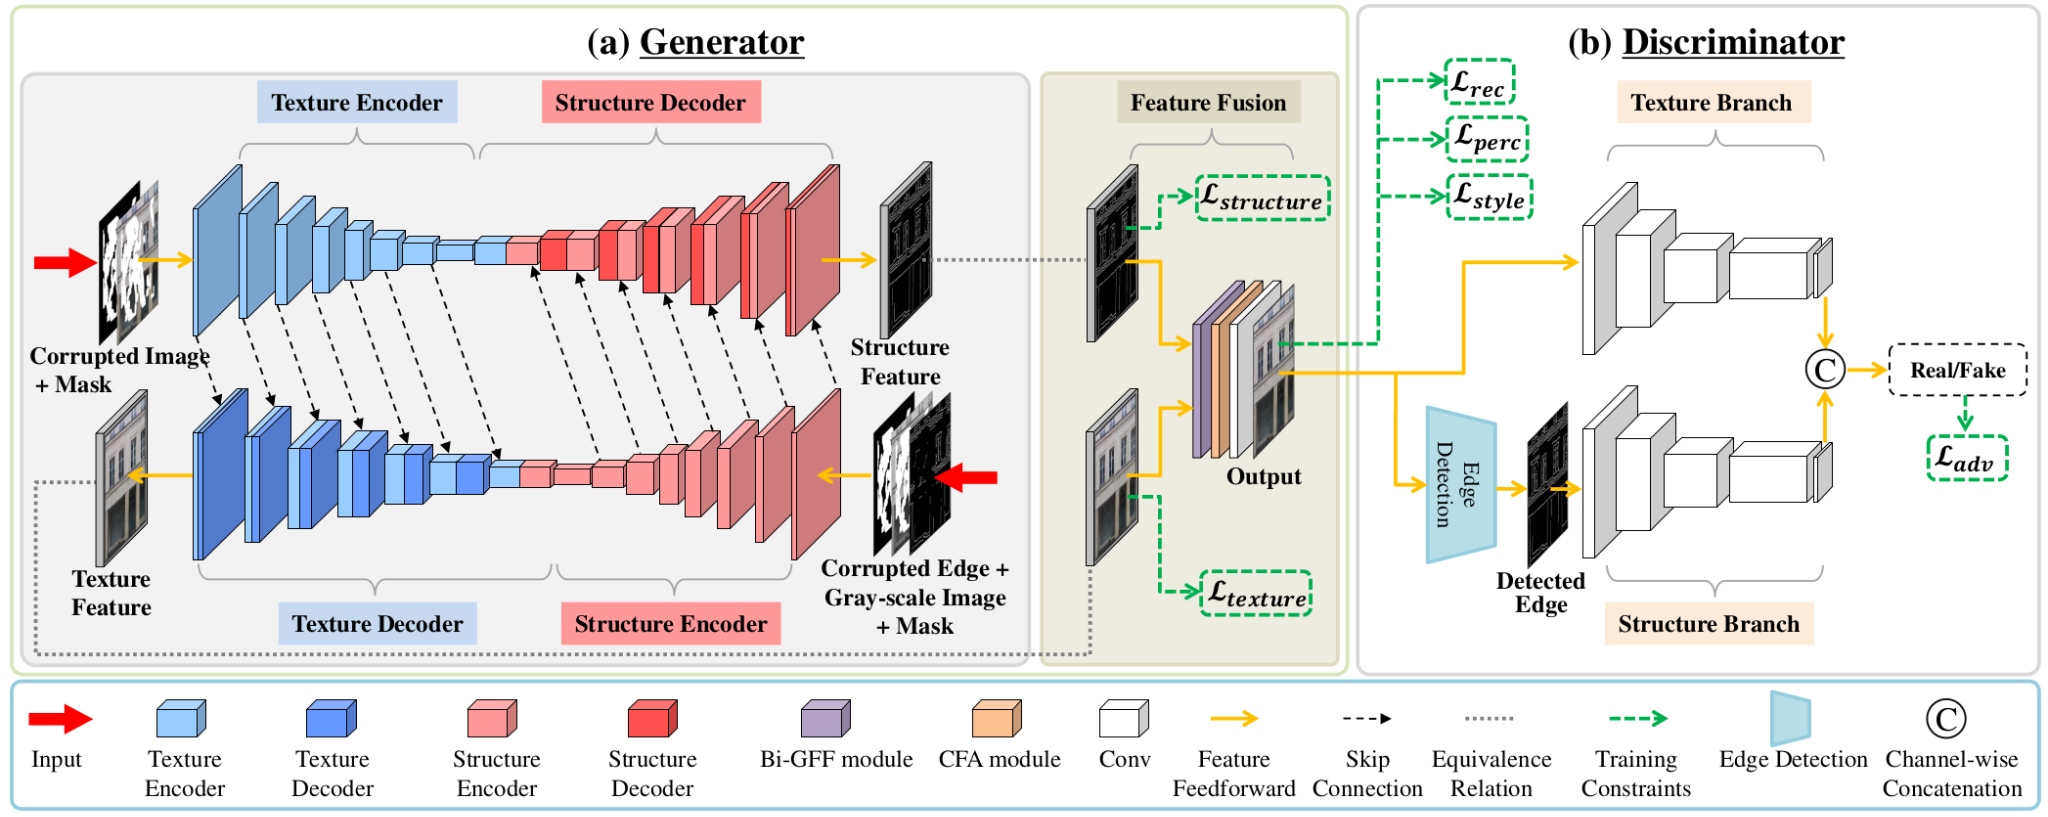 (a) Generator
(b) Discriminator
Texture Encoder
Structure Decoder
Feature Fusion
Texture Branch
ℒrec
ℒperc
ℒstyle
ℒstructure
Corrupted Image
+ Mask
Structure
Feature
Output
C
Real/Fake
ℒadv
Edge
Detection
Detected
Edge
Texture
Feature
Corrupted Edge +
Gray-scale Image
+ Mask
ℒtexture
Texture Decoder
Structure Encoder
Structure Branch
Input
Texture
Encoder
Texture
Decoder
Structure
Encoder
Structure
Decoder
Bi-GFF module
CFA module
Conv
Feature
Feedforward
Skip
Connection
Equivalence
Relation
Training
Constraints
Edge Detection
C
Channel-wise
Concatenation